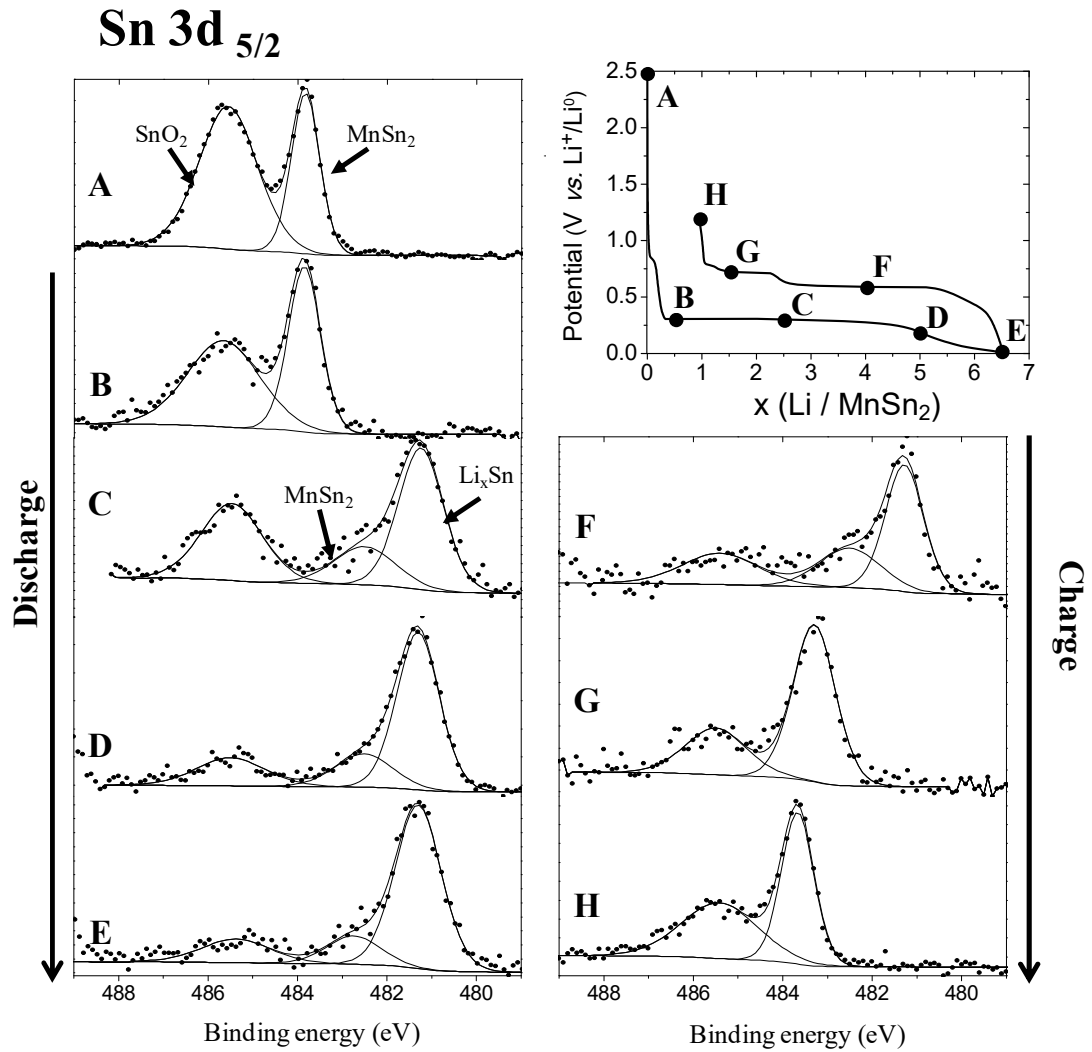 Sn 3d 5/2
SnO2
MnSn2
A
B
C
MnSn2
LixSn
D
E
488 486 484 482 480
Binding energy (eV)
Discharge
2.5
2.0
1.5
1.0
0.5
0.0
Potential (V vs. Li+/Li0)
A
H
G
F
B
C
D
E
0 1 2 3 4 5 6 7
x (Li / MnSn2)
F
G
H
488 486 484 482 480
Binding energy (eV)
Charge